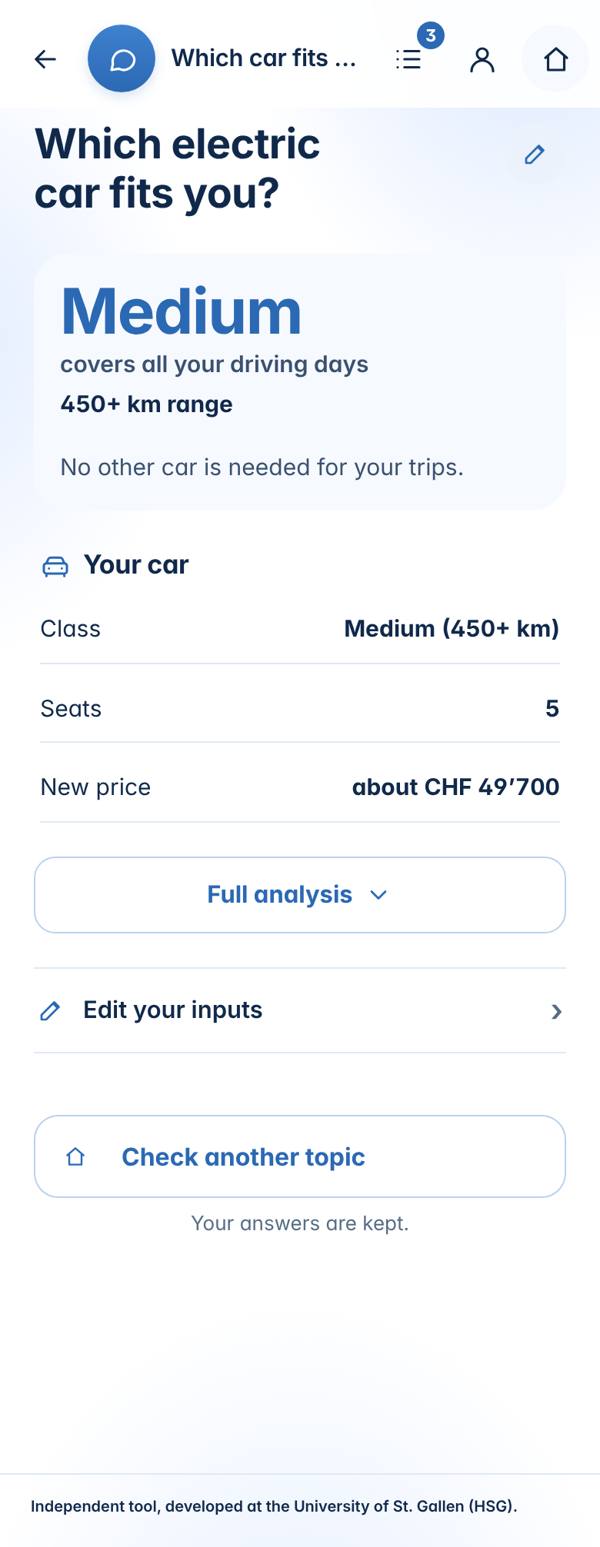 Which car fits ...
3
Which electric
car fits you?
Medium
covers all your driving days
450+ km range
No other car is needed for your trips.
Your car
Class
Medium (450+ km)
Seats
5
New price
about CHF 49’700
Full analysis
Edit your inputs
Check another topic
Your answers are kept.
Independent tool, developed at the University of St. Gallen (HSG).